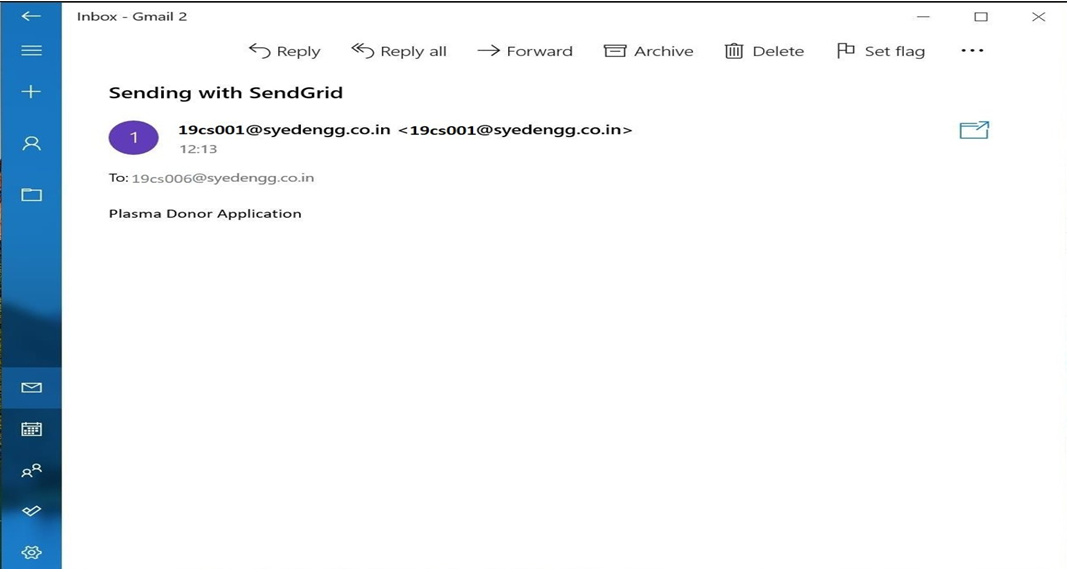 Inbox - Gmail 2
Reply Reply all Forward Archive Delete Set flag
Sending with SendGrid
1
19cs001@syedengg.co.in <19cs001@syedengg.co.in>
12:13
To: 19cs006@syedengg.co.in
Plasma Donor Application